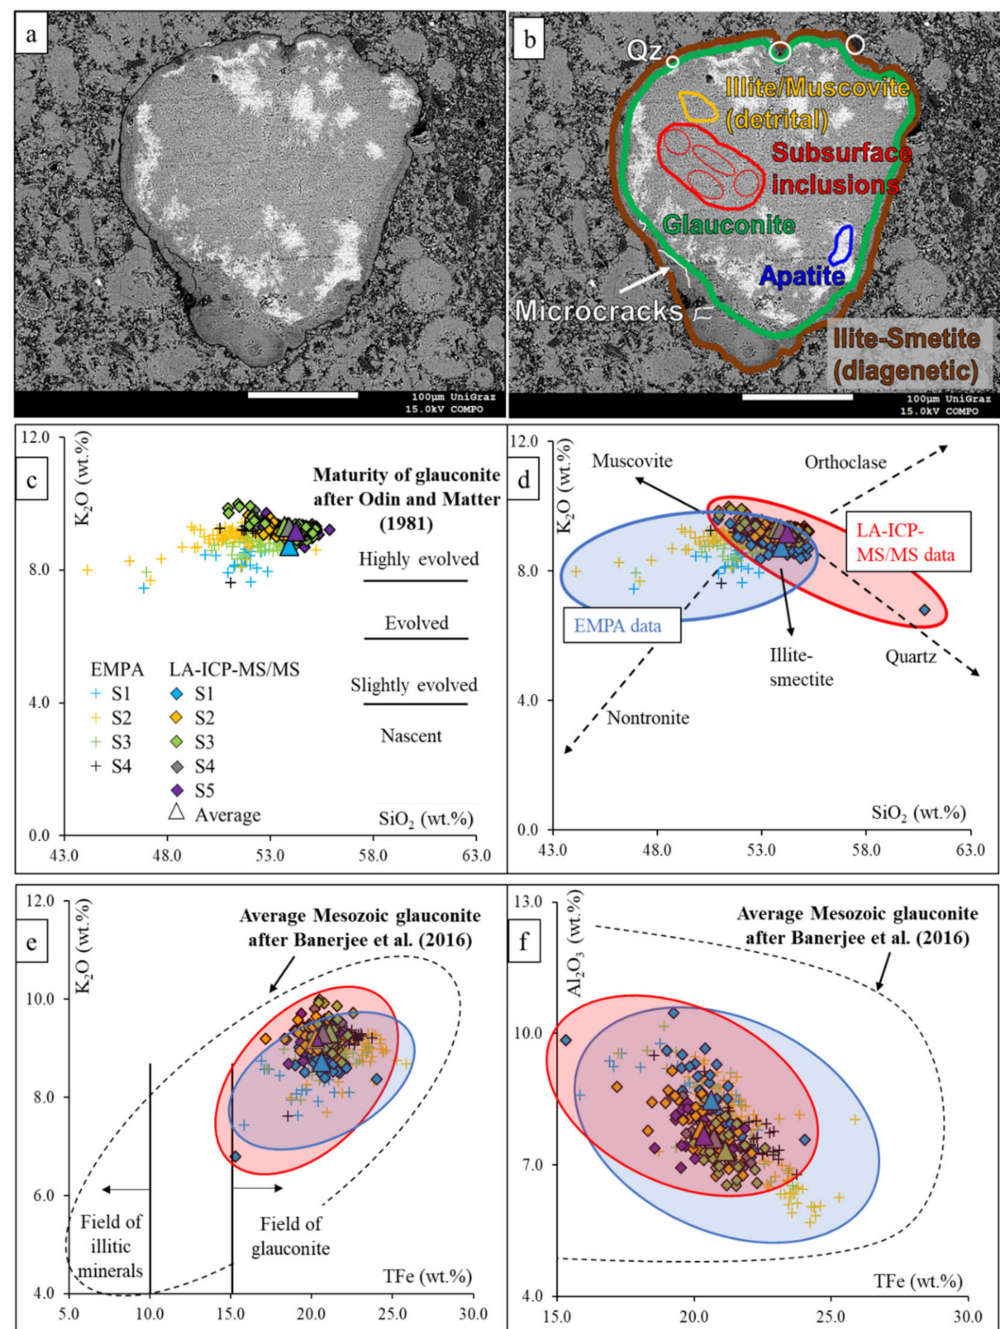 a
100μm UniGraz
15.0kV COMPO
b
Qz
Illite/Muscovite
(detrital)
Subsurface
inclusions
Glauconite
Apatite
Microcracks
Ilite-Smetite
(diagenetic)
100μm UniGraz
15.0kV COMPO
c
12.0
K2O (wt.%)
Maturity of glauconite
after Odin and Matter
(1981)
Highly evolved
8.0
Evolved
EMPA LA-ICP-MS/MS
S1 S1
Slightly evolved
S2 S2
4.0
S3 S3
Nascent
S4 S4
S5
Average
SiO2 (wt.%)
0.0
43.0 48.0 53.0 58.0 63.0
d
12.0
K2O (wt.%)
Muscovite
Orthoclase
LA-ICP-
MS/MS data
8.0
EMPA data
Illite-
smectite
Quartz
Nontronite
4.0
SiO2 (wt.%)
0.0
43.0 48.0 53.0 58.0 63.0
e
12.0
K2O (wt.%)
Average Mesozoic glauconite
after Banerjee et al. (2016)
10.0
8.0
6.0
Field of
illitic
minerals
Field of
glauconite
TFe (wt.%)
4.0
5.0 10.0 15.0 20.0 25.0 30.0
f
13.0
Al2O3 (wt.%)
Average Mesozoic glauconite
after Banerjee et al. (2016)
10.0
7.0
TFe (wt.%)
4.0
15.0 20.0 25.0 30.0